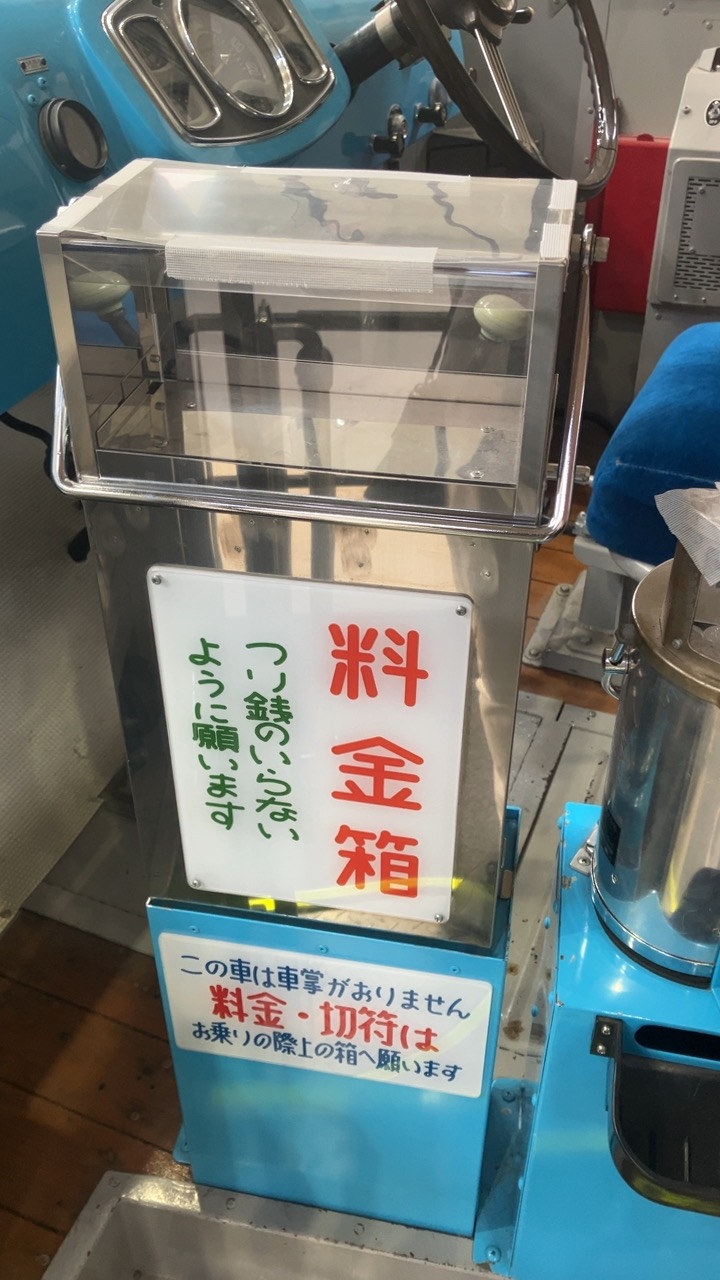 料金箱
つり銭のいらない
ように願います
この車は車掌がおりません
料金・切符は
お乗りの際上の箱へ願います